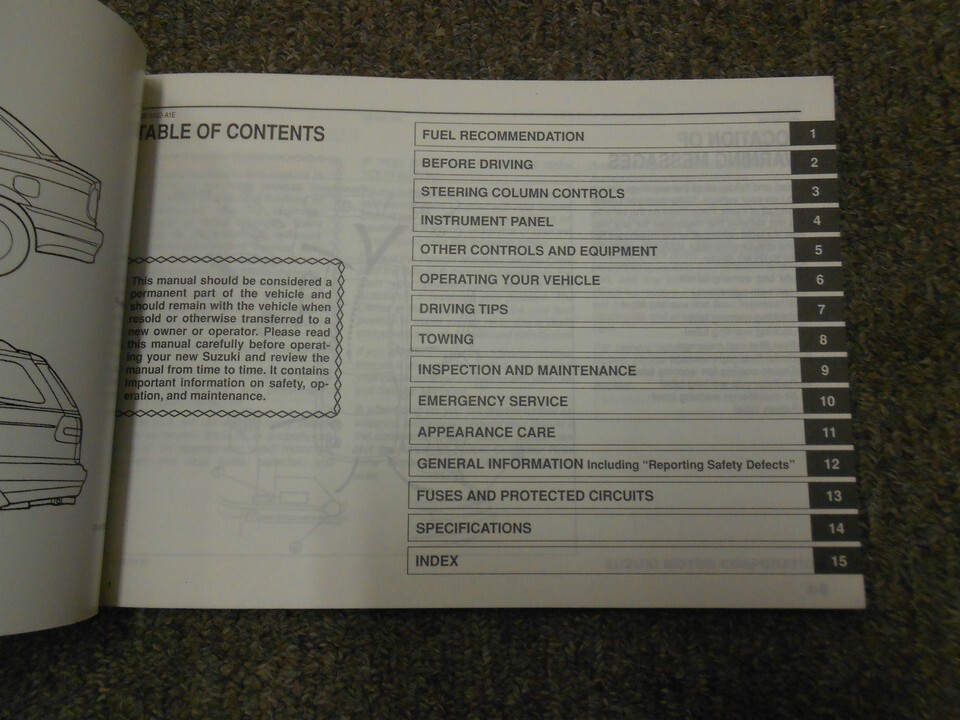 TABLE OF CONTENTS
This manual should be considered a
permanent part of the vehicle and
should remain with the vehicle when
resold or otherwise transferred to a
new owner or operator. Please read
this manual carefully before operat-
ing your new Suzuki and review the
manual from time to time. It contains
important information on safety, op-
eration, and maintenance.
FUEL RECOMMENDATION 1
BEFORE DRIVING 2
STEERING COLUMN CONTROLS 3
INSTRUMENT PANEL 4
OTHER CONTROLS AND EQUIPMENT 5
OPERATING YOUR VEHICLE 6
DRIVING TIPS 7
TOWING 8
INSPECTION AND MAINTENANCE 9
EMERGENCY SERVICE 10
APPEARANCE CARE 11
GENERAL INFORMATION Including “Reporting Safety Defects” 12
FUSES AND PROTECTED CIRCUITS 13
SPECIFICATIONS 14
INDEX 15